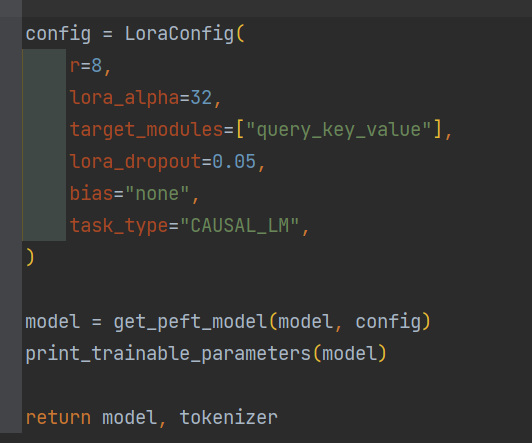 config = LoraConfig(
    r=8,
    lora_alpha=32,
    target_modules=["query_key_value"],
    lora_dropout=0.05,
    bias="none",
    task_type="CAUSAL_LM",
)
model = get_peft_model(model, config)
print_trainable_parameters(model)
return model, tokenizer